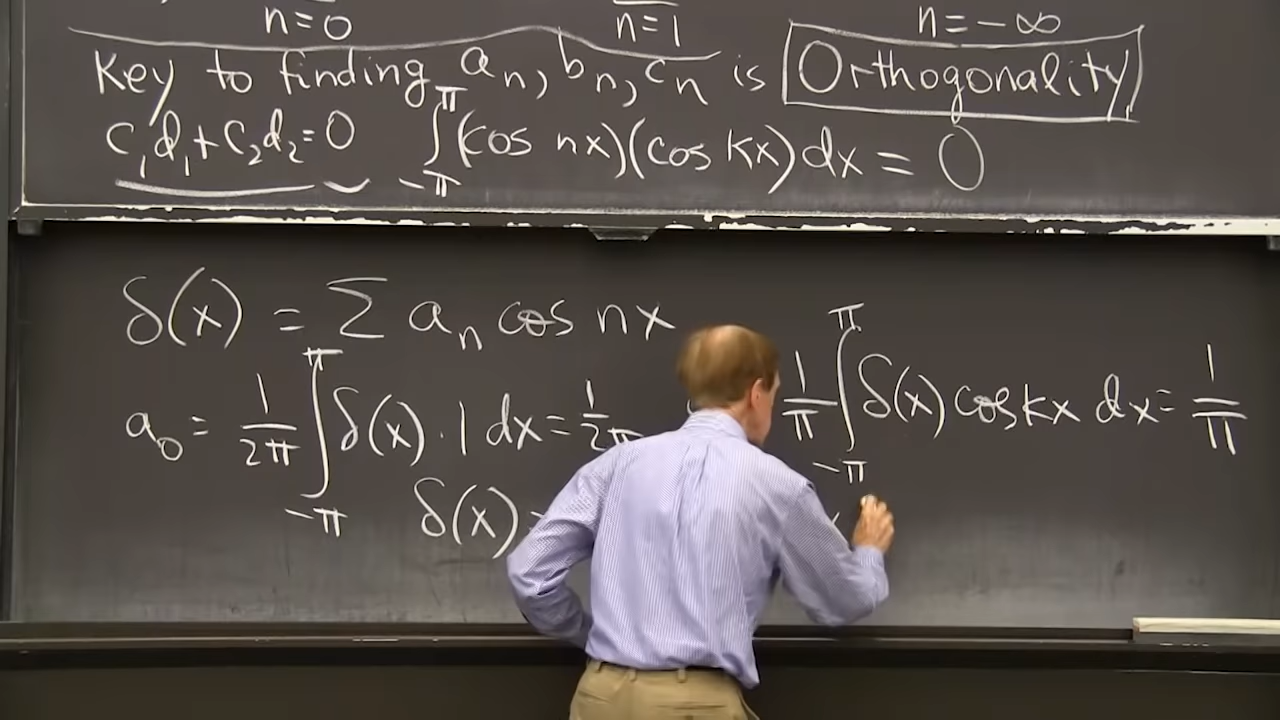 n=0 n=1 n=-∞
Key to finding aₙ, bₙ, cₙ is Orthogonality
c₁d₁+c₂d₂=0 ∫_{-π}^{π} (cos nx)(cos kx) dx = 0
δ(x) = Σ aₙ cos nx
a₀ = 1/2π ∫_{-π}^{π} δ(x)·1 dx = 1/2π
1/π ∫_{-π}^{π} δ(x) cos kx dx = 1/π
δ(x)